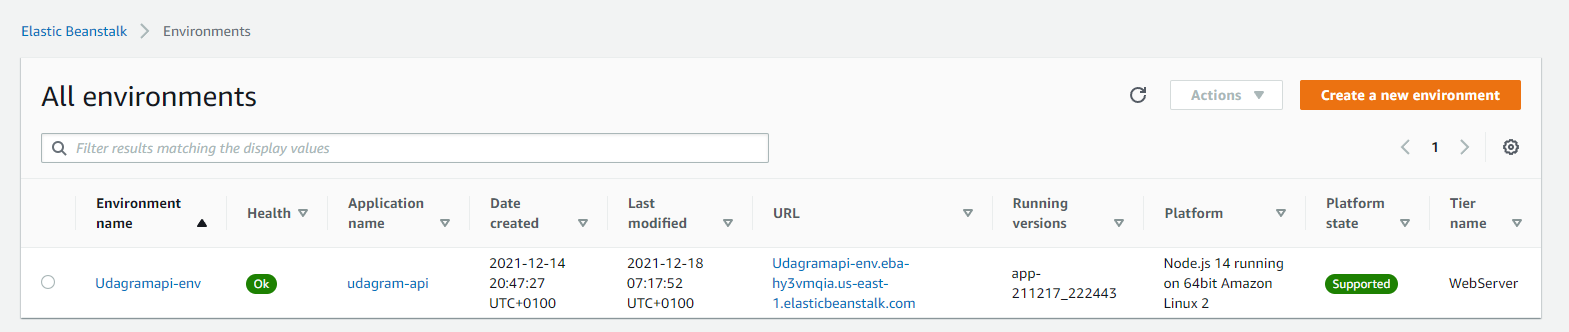 Elastic Beanstalk > Environments
All environments
Actions
Create a new environment
Filter results matching the display values
1
Environment name
Health
Application name
Date created
Last modified
URL
Running versions
Platform
Platform state
Tier name
Udagramapi-env
Ok
udagram-api
2021-12-14
20:47:27
UTC+0100
2021-12-18
07:17:52
UTC+0100
Udagramapi-env.eba-
hy3vmqia.us-east-
1.elasticbeanstalk.com
app-
211217_222443
Node.js 14 running
on 64bit Amazon
Linux 2
Supported
WebServer